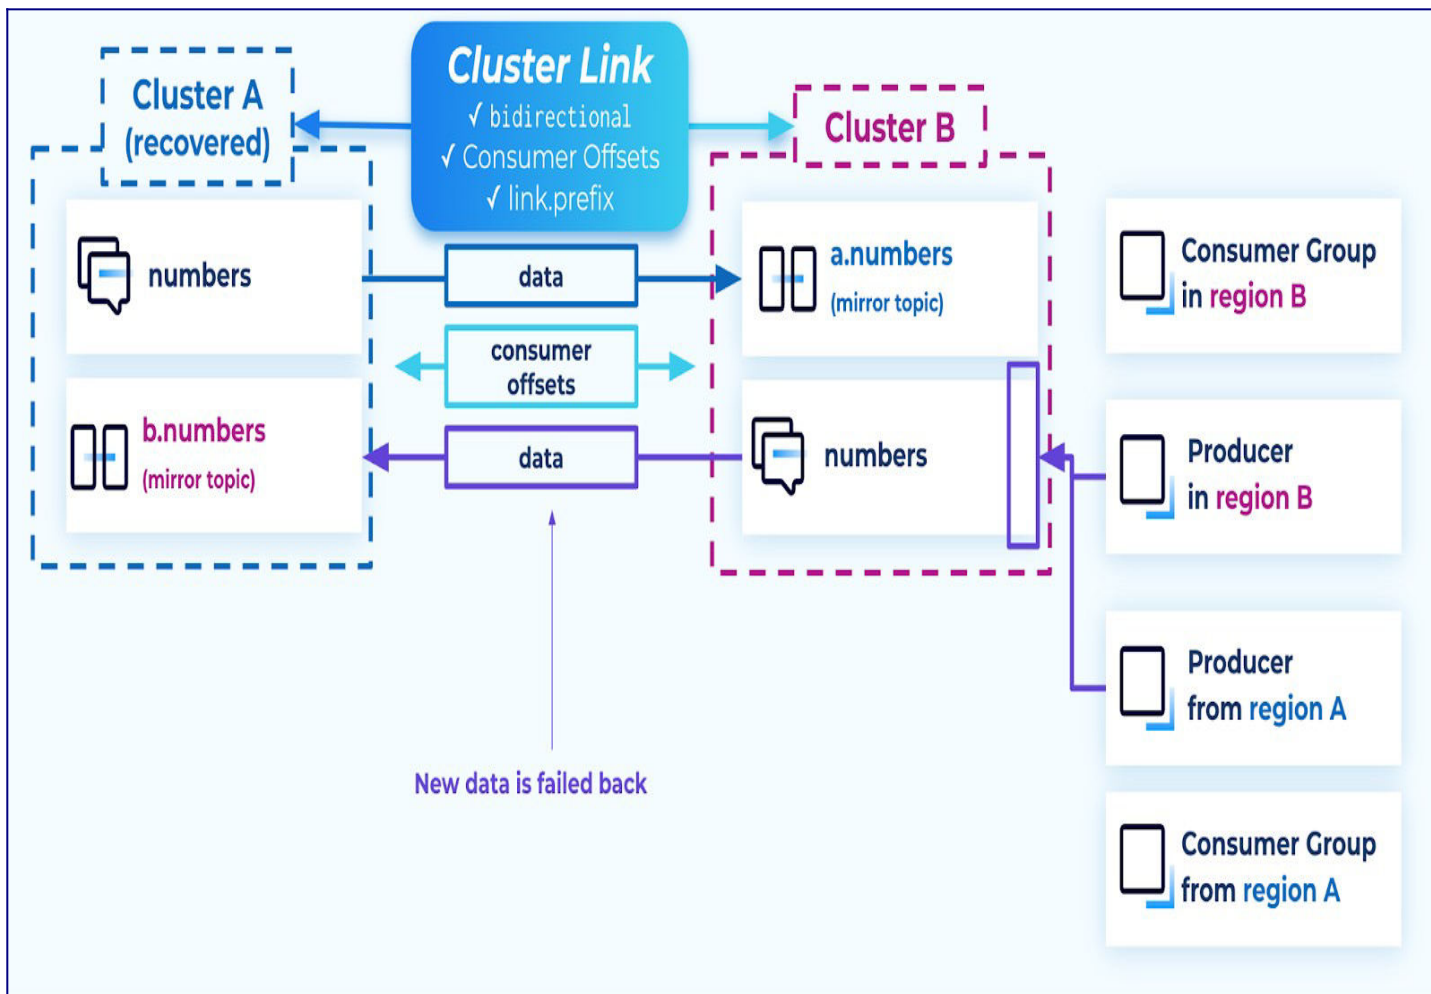 Cluster A
(recovered)
Cluster Link
✓ bidirectional
✓ Consumer Offsets
✓ link.prefix
Cluster B
numbers
data
a.numbers
(mirror topic)
consumer
offsets
b.numbers
(mirror topic)
data
numbers
New data is failed back
Consumer Group
in region B
Producer
in region B
Producer
from region A
Consumer Group
from region A